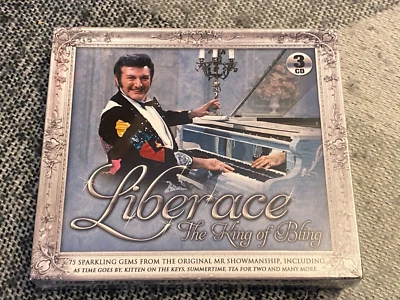 3
CD
Liberace
The King of Bling
75 SPARKLING GEMS FROM THE ORIGINAL MR SHOWMANSHIP, INCLUDING
AS TIME GOES BY, KITTEN ON THE KEYS, SUMMERTIME, TEA FOR TWO AND MANY MORE...